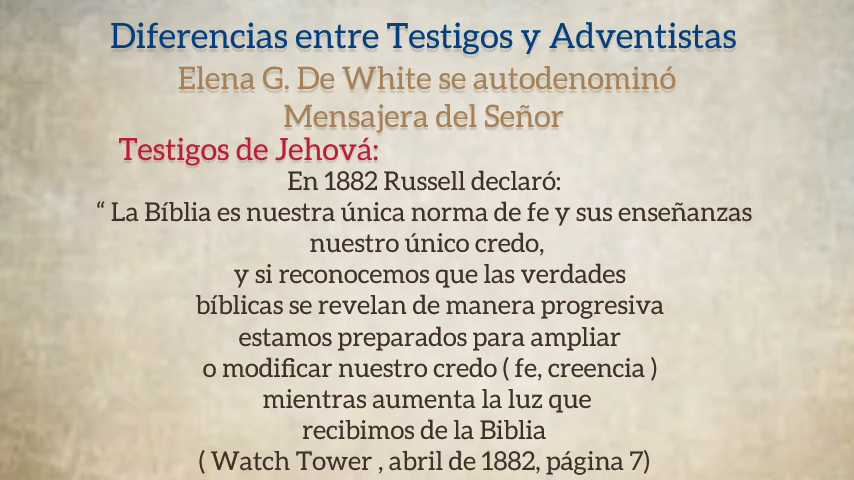 Diferencias entre Testigos y Adventistas
Elena G. De White se autodenominó
Mensajera del Señor
Testigos de Jehová:
En 1882 Russell declaró:
“ La Bíblia es nuestra única norma de fe y sus enseñanzas
nuestro único credo,
y si reconocemos que las verdades
bíblicas se revelan de manera progresiva
estamos preparados para ampliar
o modificar nuestro credo ( fe, creencia )
mientras aumenta la luz que
recibimos de la Biblia
( Watch Tower , abril de 1882, página 7)